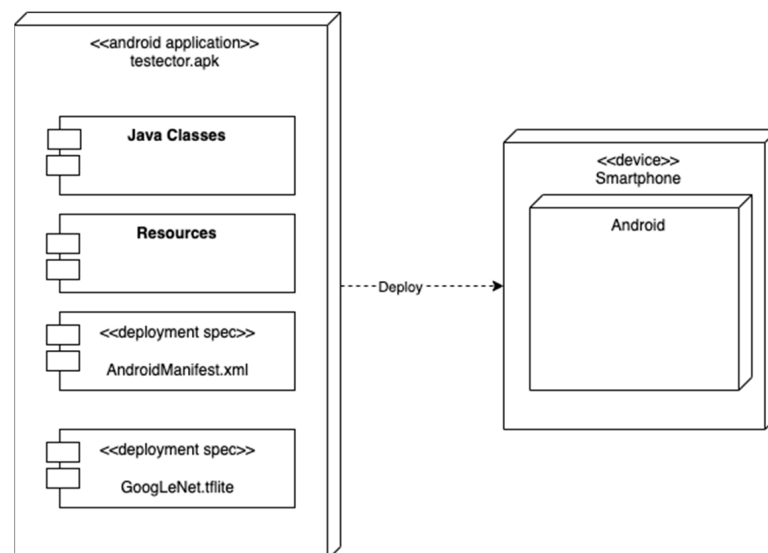 <<android application>>
testector.apk
Java Classes
Resources
<<deployment spec>>
AndroidManifest.xml
<<deployment spec>>
GoogLeNet.tflite
Deploy
<<device>>
Smartphone
Android